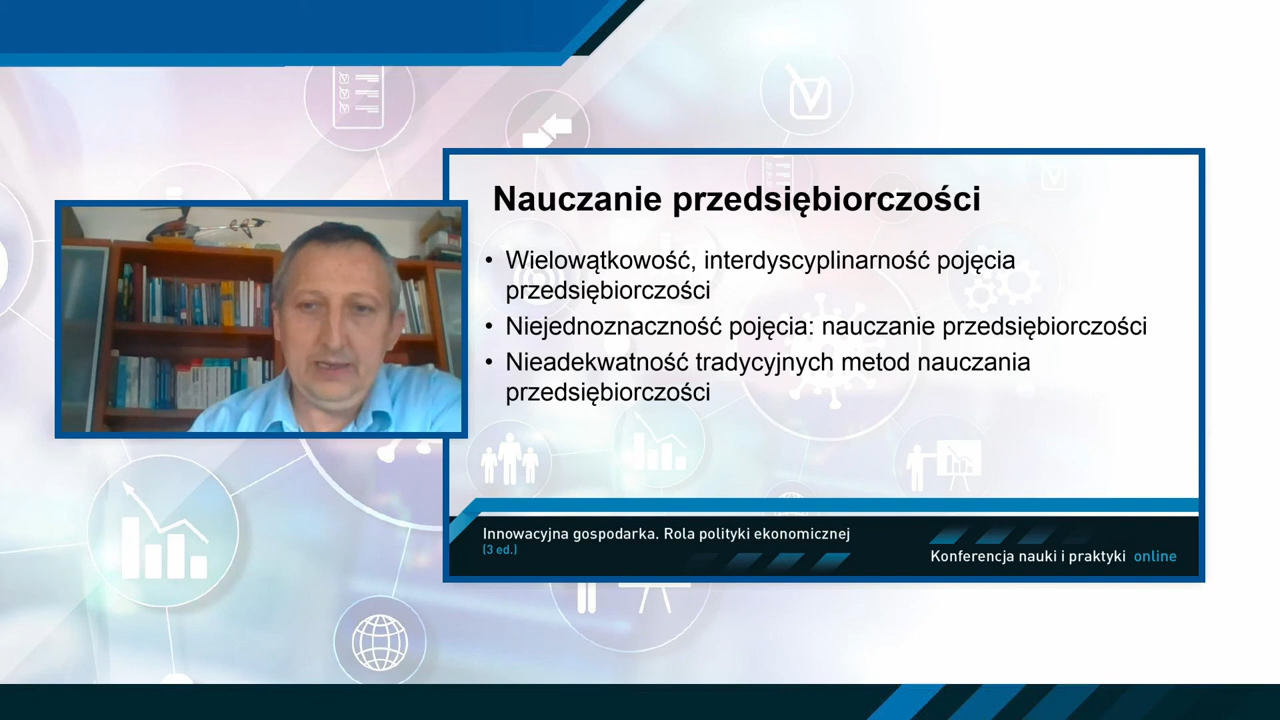 Nauczanie przedsiębiorczości
• Wielowątkowość, interdyscyplinarność pojęcia
przedsiębiorczości
• Niejednoznaczność pojęcia: nauczanie przedsiębiorczości
• Nieadekwatność tradycyjnych metod nauczania
przedsiębiorczości
Innowacyjna gospodarka. Rola polityki ekonomicznej
(3 ed.)
Konferencja nauki i praktyki online